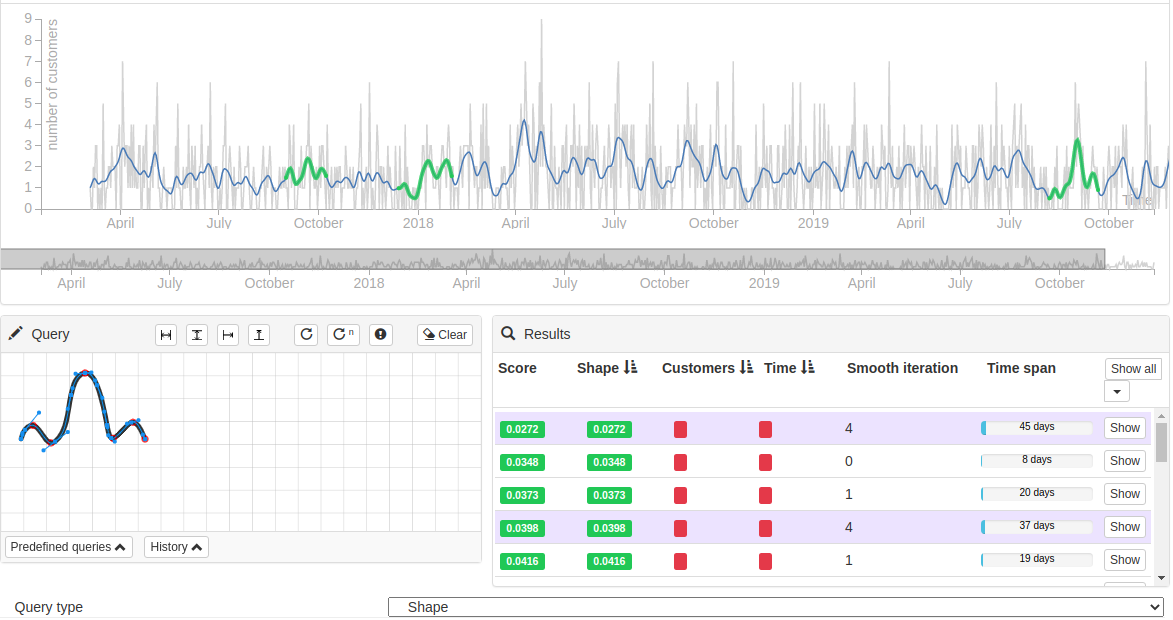 9
8
7
6
5
4
3
2
1
0
number of customers
Time
April July October 2018 April July October 2019 April July October
April July October 2018 April July October 2019 April July October
Query
n
Clear
Results
Score Shape Customers Time Smooth iteration Time span Show all
0.0272 0.0272 4 45 days Show
0.0348 0.0348 0 8 days Show
0.0373 0.0373 1 20 days Show
0.0398 0.0398 4 37 days Show
0.0416 0.0416 1 19 days Show
Predefined queries History
Query type Shape